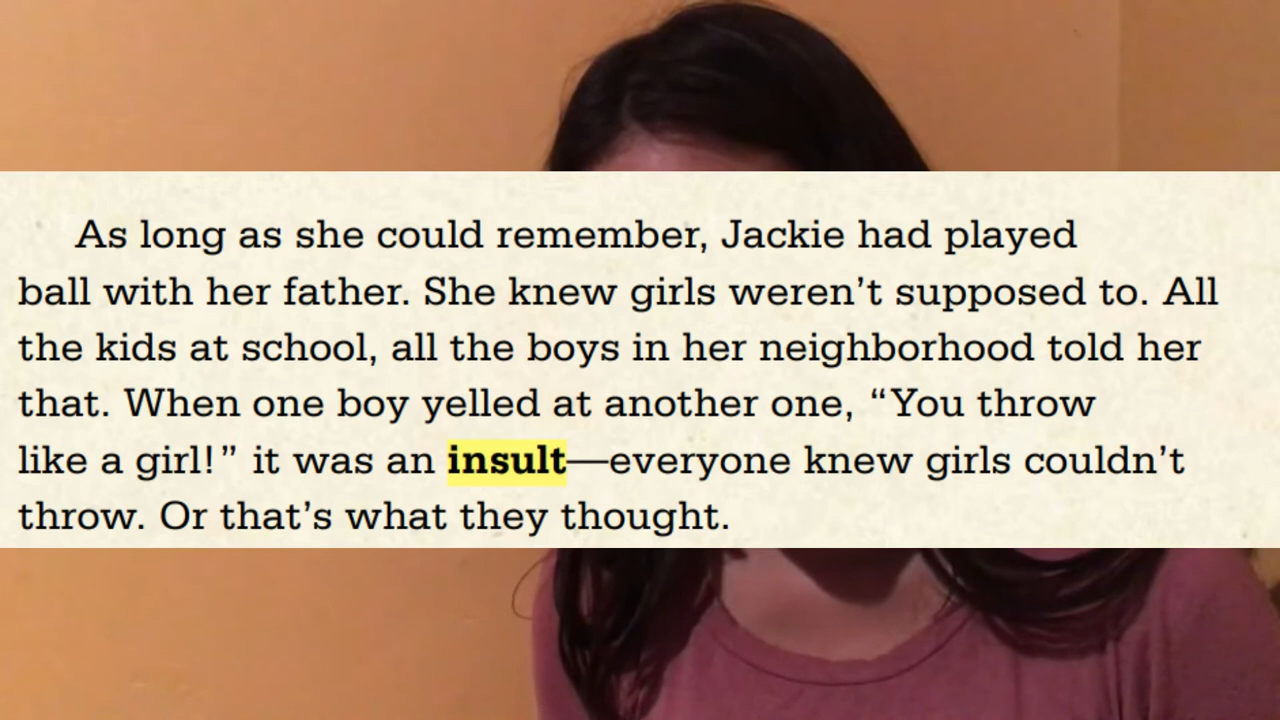 As long as she could remember, Jackie had played
ball with her father. She knew girls weren’t supposed to. All
the kids at school, all the boys in her neighborhood told her
that. When one boy yelled at another one, “You throw
like a girl!” it was an insult—everyone knew girls couldn’t
throw. Or that’s what they thought.